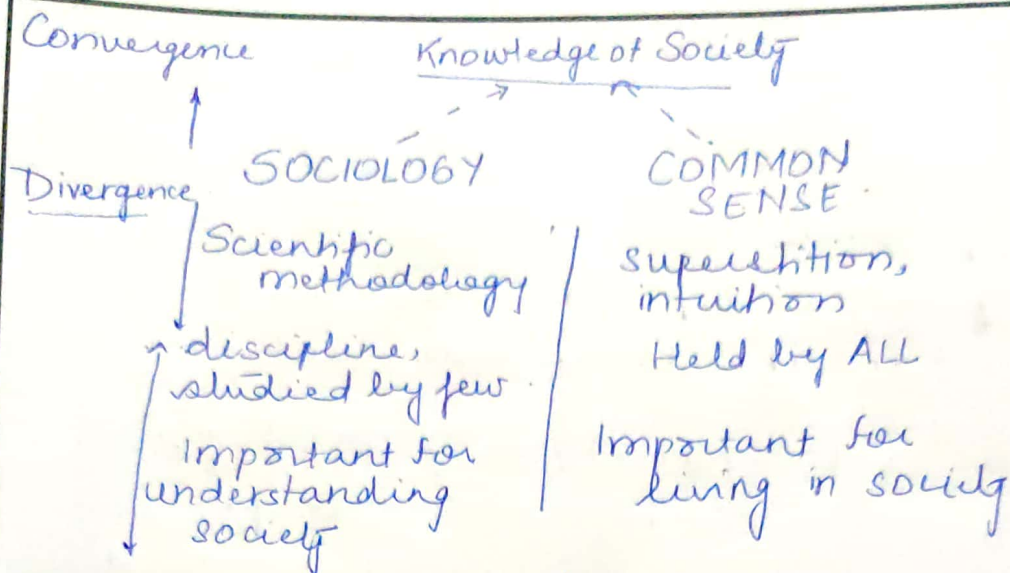 Convergence
Knowledge of Society
SOCIOLOGY
COMMON
SENSE
Divergence
Scientific
methodology
superstition,
intuition
discipline,
studied by few
Held by ALL
Important for
understanding
society
Important for
living in society